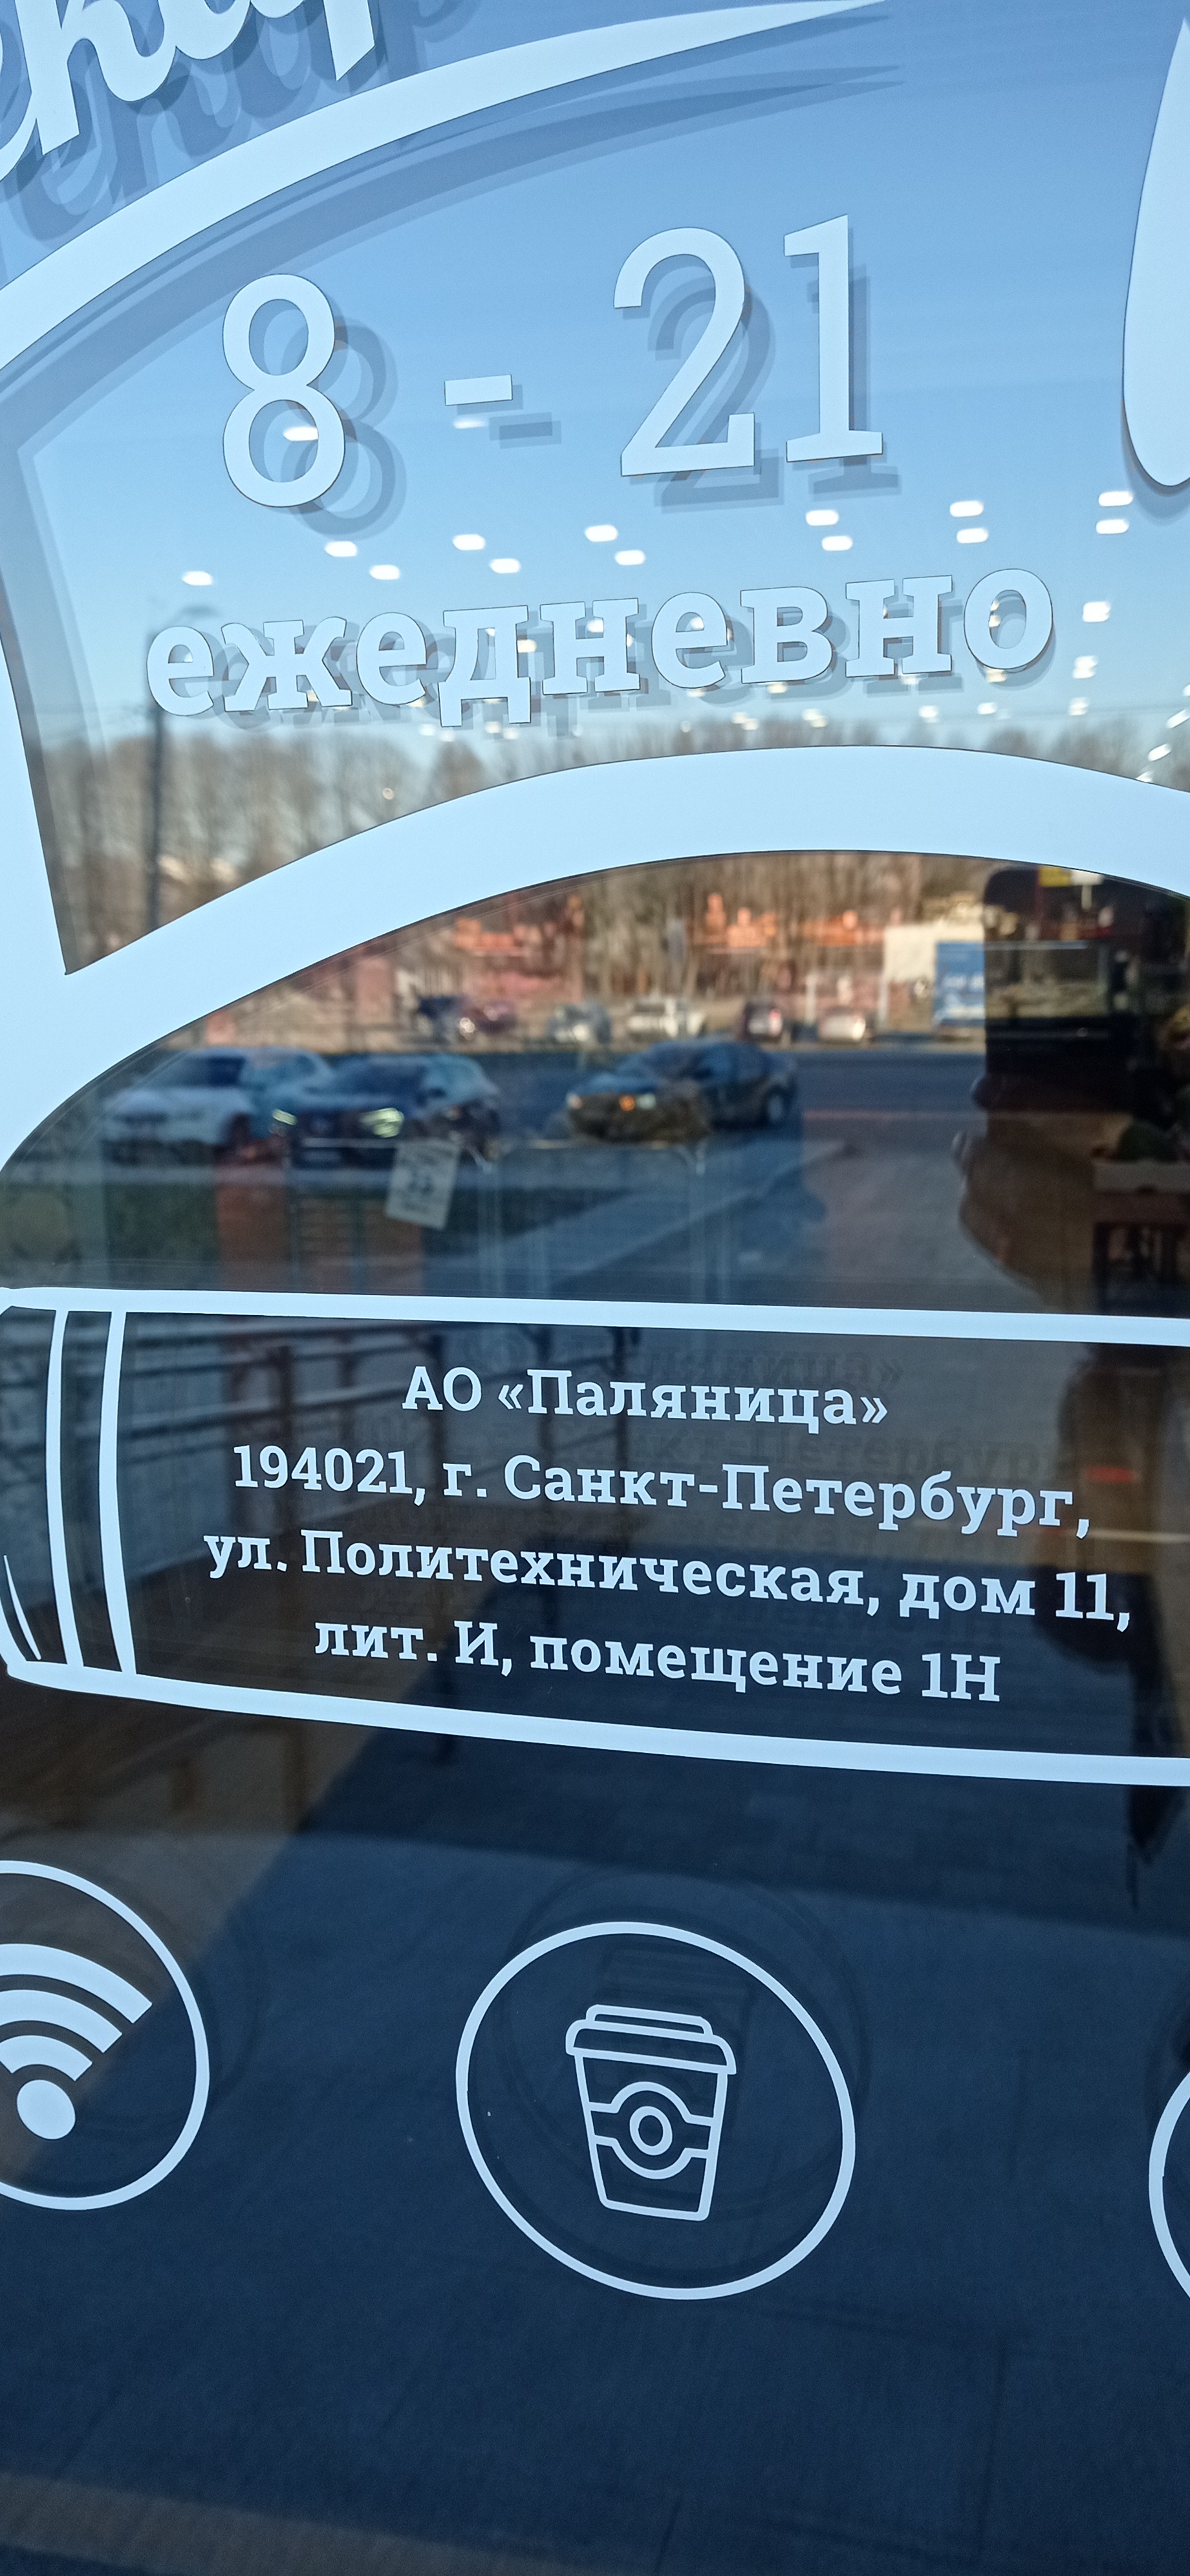 8 - 21
ежедневно
АО «Паляница»
194021, г. Санкт-Петербург,
ул. Политехническая, дом 11,
лит. И, помещение 1Н